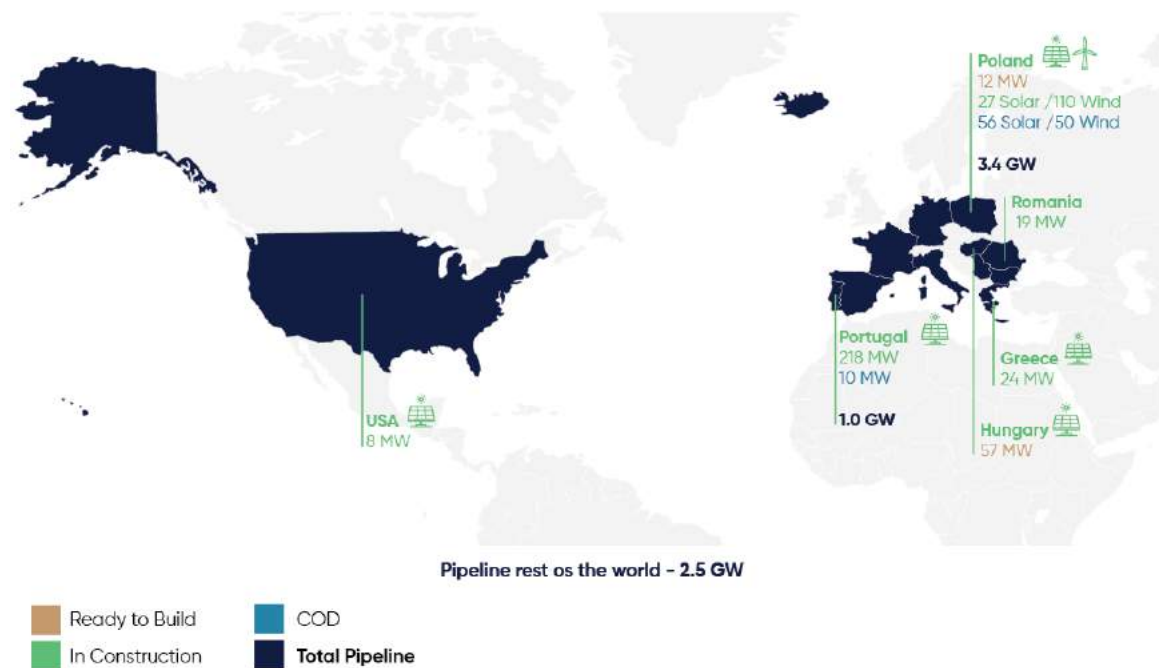 Poland
12 MW
27 Solar /110 Wind
56 Solar /50 Wind
3.4 GW
Romania
19 MW
Portugal
218 MW
10 MW
1.0 GW
Greece
24 MW
USA
8 MW
Hungary
57 MW
Pipeline rest os the world - 2.5 GW
Ready to Build
COD
In Construction
Total Pipeline